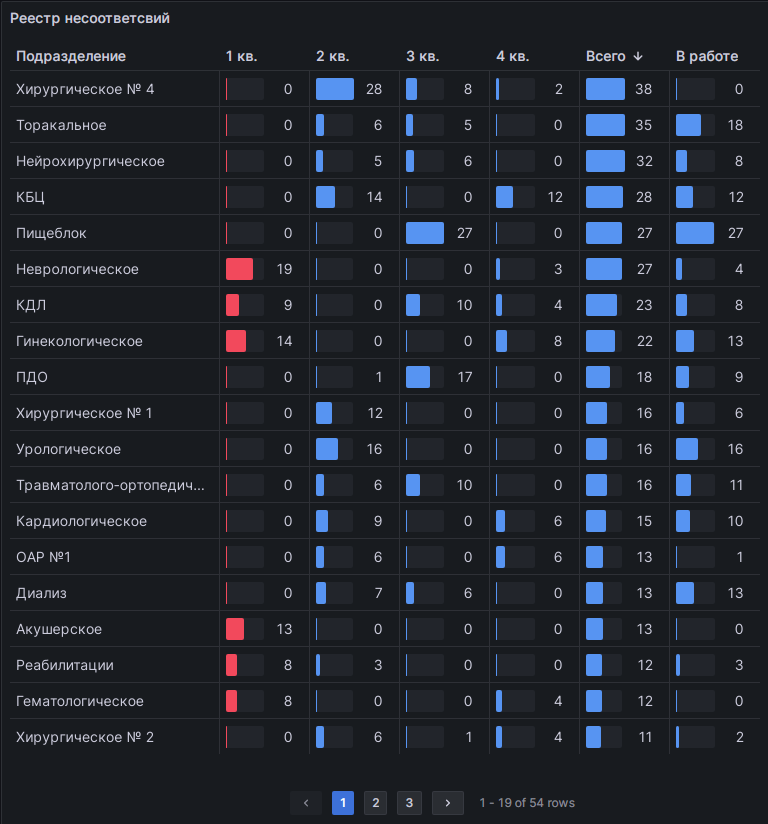 Реестр несоответсвий
Подразделение 1 кв. 2 кв. 3 кв. 4 кв. Всего ↓ В работе
Хирургическое № 4 0 28 8 2 38 0
Торакальное 0 6 5 0 35 18
Нейрохирургическое 0 5 6 0 32 8
КБЦ 0 14 0 12 28 12
Пищеблок 0 0 27 0 27 27
Неврологическое 19 0 0 3 27 4
КДЛ 9 0 10 4 23 8
Гинекологическое 14 0 0 8 22 13
ПДО 0 1 17 0 18 9
Хирургическое № 1 0 12 0 0 16 6
Урологическое 0 16 0 0 16 16
Травматолого-ортопедич... 0 6 10 0 16 11
Кардиологическое 0 9 0 6 15 10
ОАР №1 0 6 0 6 13 1
Диализ 0 7 6 0 13 13
Акушерское 13 0 0 0 13 0
Реабилитации 8 3 0 0 12 3
Гематологическое 8 0 0 4 12 0
Хирургическое № 2 0 6 1 4 11 2
‹ 1 2 3 › 1 - 19 of 54 rows